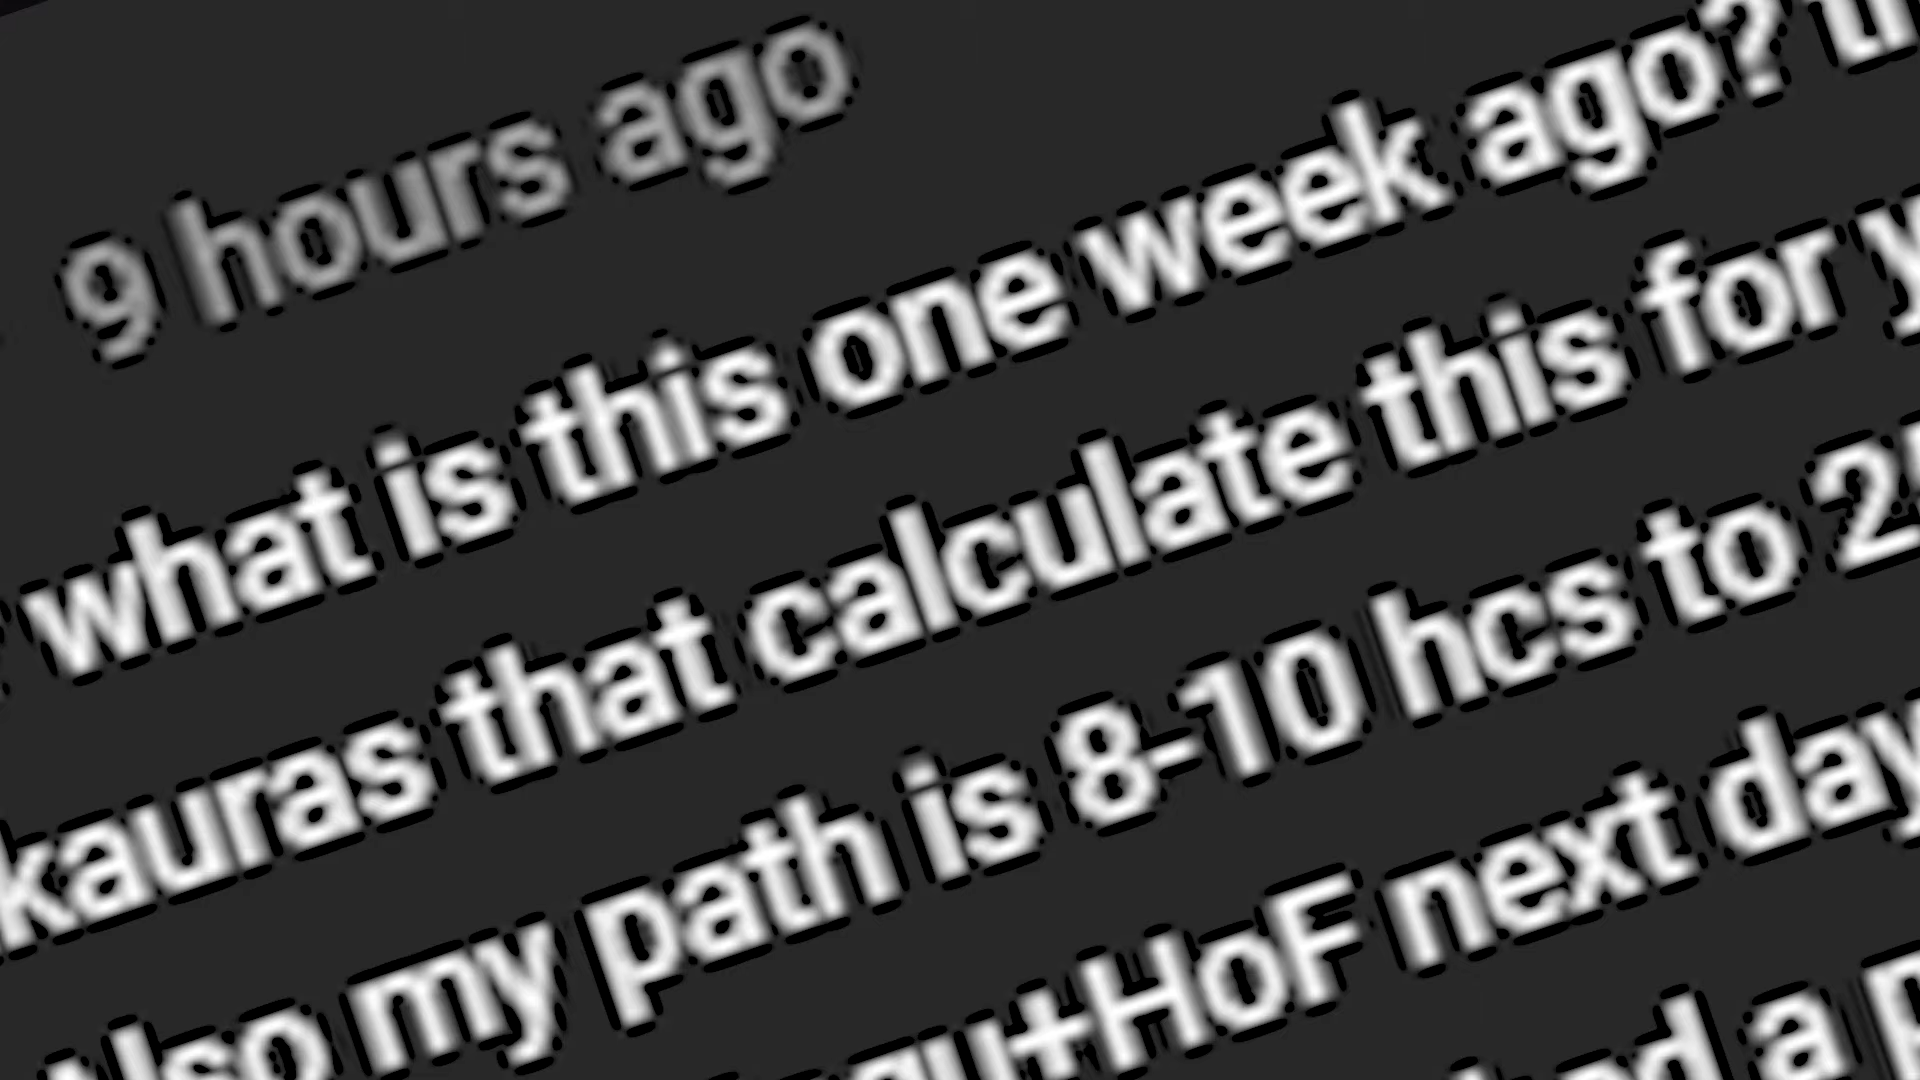 9 hours ago
what is this one week ago?
kauras that calculate this for
Also my path is 8-10 hcs to
+HoF next day
a